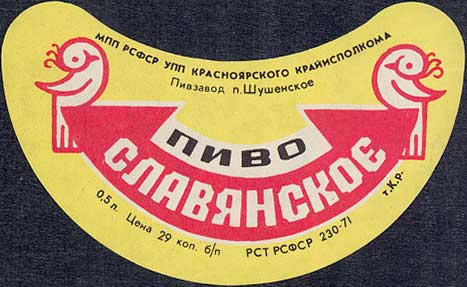 МПП РСФСР УПП КРАСНОЯРСКОГО КРАЙИСПОЛКОМА
Пивзавод п.Шушенское
ПИВО
СЛАВЯНСКОЕ
0,5 л. Цена 29 коп. б/п РСТ РСФСР 230-71 т.К.Р.